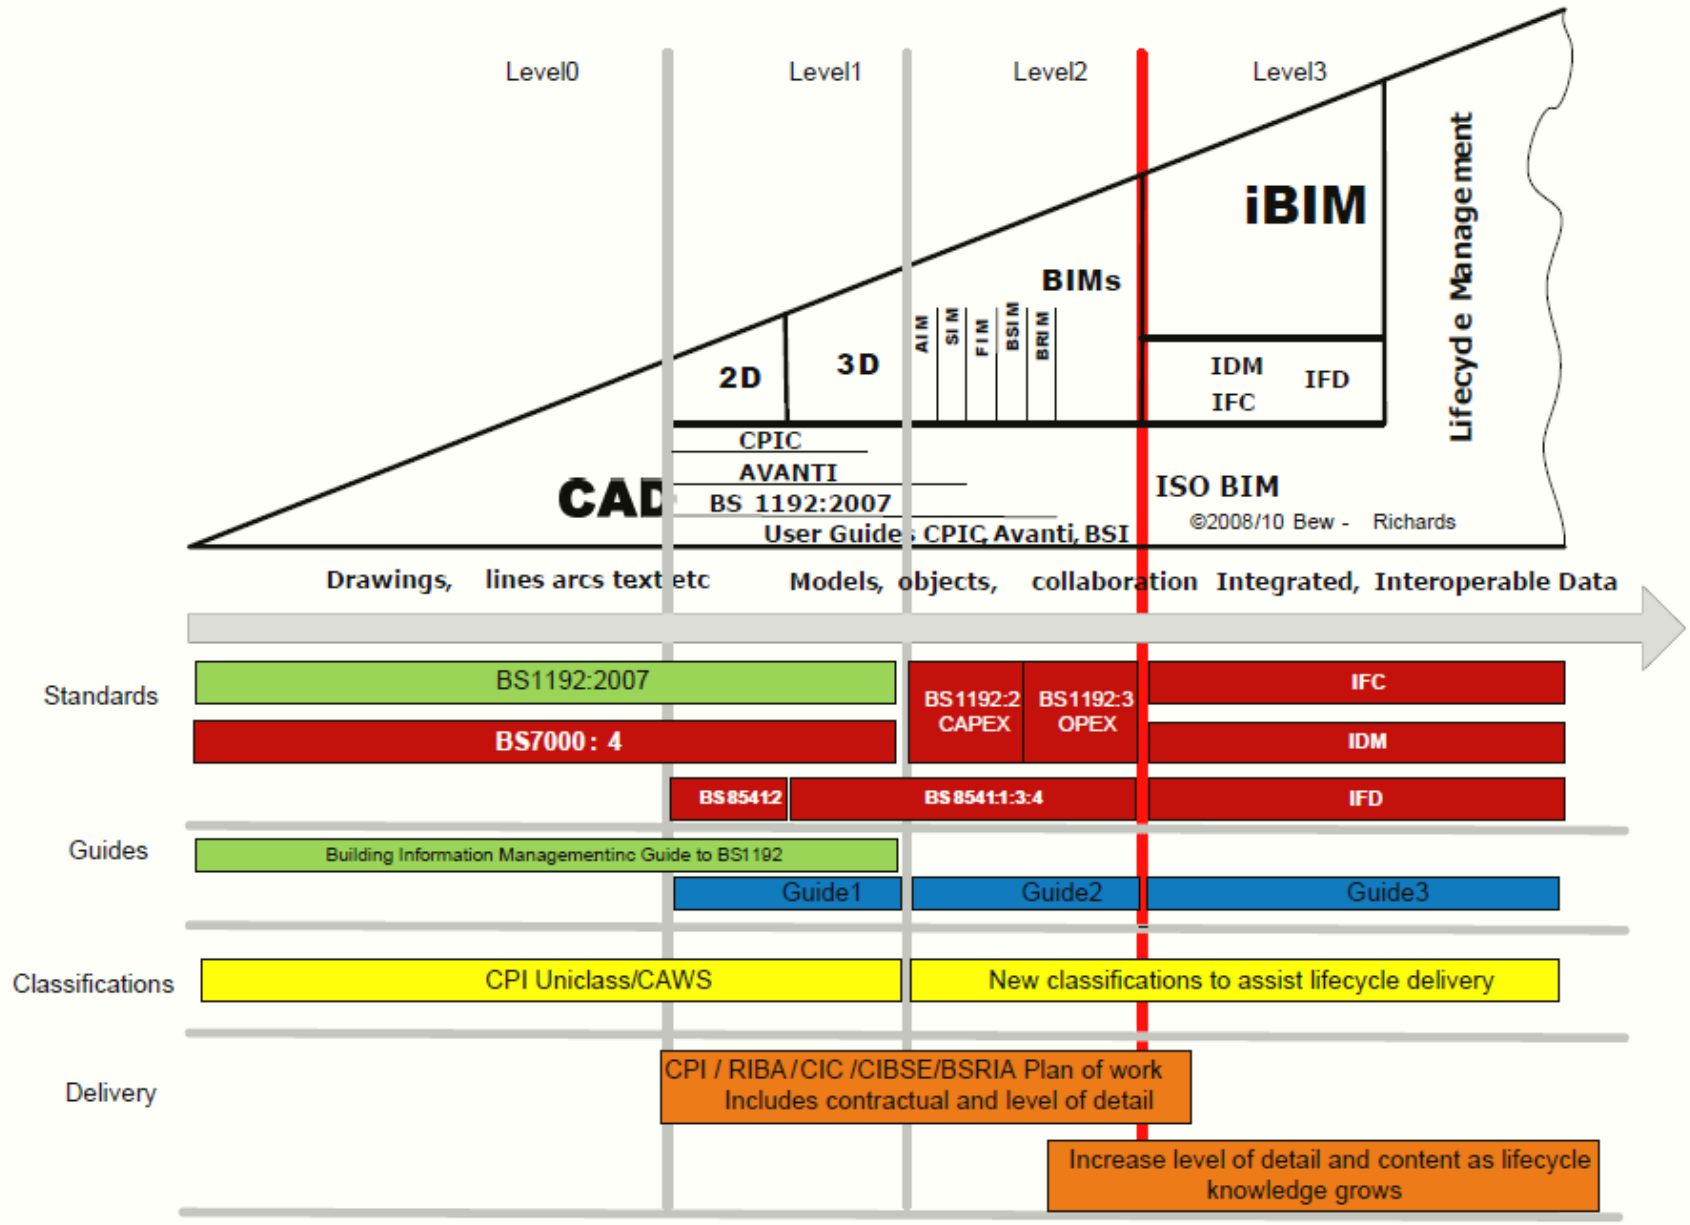 Level0 Level1 Level2 Level3
iBIM
Lifecycle Management
BIMs
AIM
SIM
FIM
BSIM
BRIM
2D 3D
IDM IFD
IFC
CPIC
AVANTI
CAD
BS 1192:2007
ISO BIM
©2008/10 Bew - Richards
User Guides CPIC, Avanti, BSI
Drawings, lines arcs text etc Models, objects, collaboration Integrated, Interoperable Data
Standards
BS1192:2007
BS7000: 4
BS1192:2
CAPEX
BS1192:3
OPEX
IFC
IDM
BS8541:2
BS8541:1:3:4
IFD
Guides
Building Information Managementinc Guide to BS1192
Guide1
Guide2
Guide3
Classifications
CPI Uniclass/CAWS
New classifications to assist lifecycle delivery
Delivery
CPI / RIBA / CIC /CIBSE/BSRIA Plan of work
Includes contractual and level of detail
Increase level of detail and content as lifecycle
knowledge grows